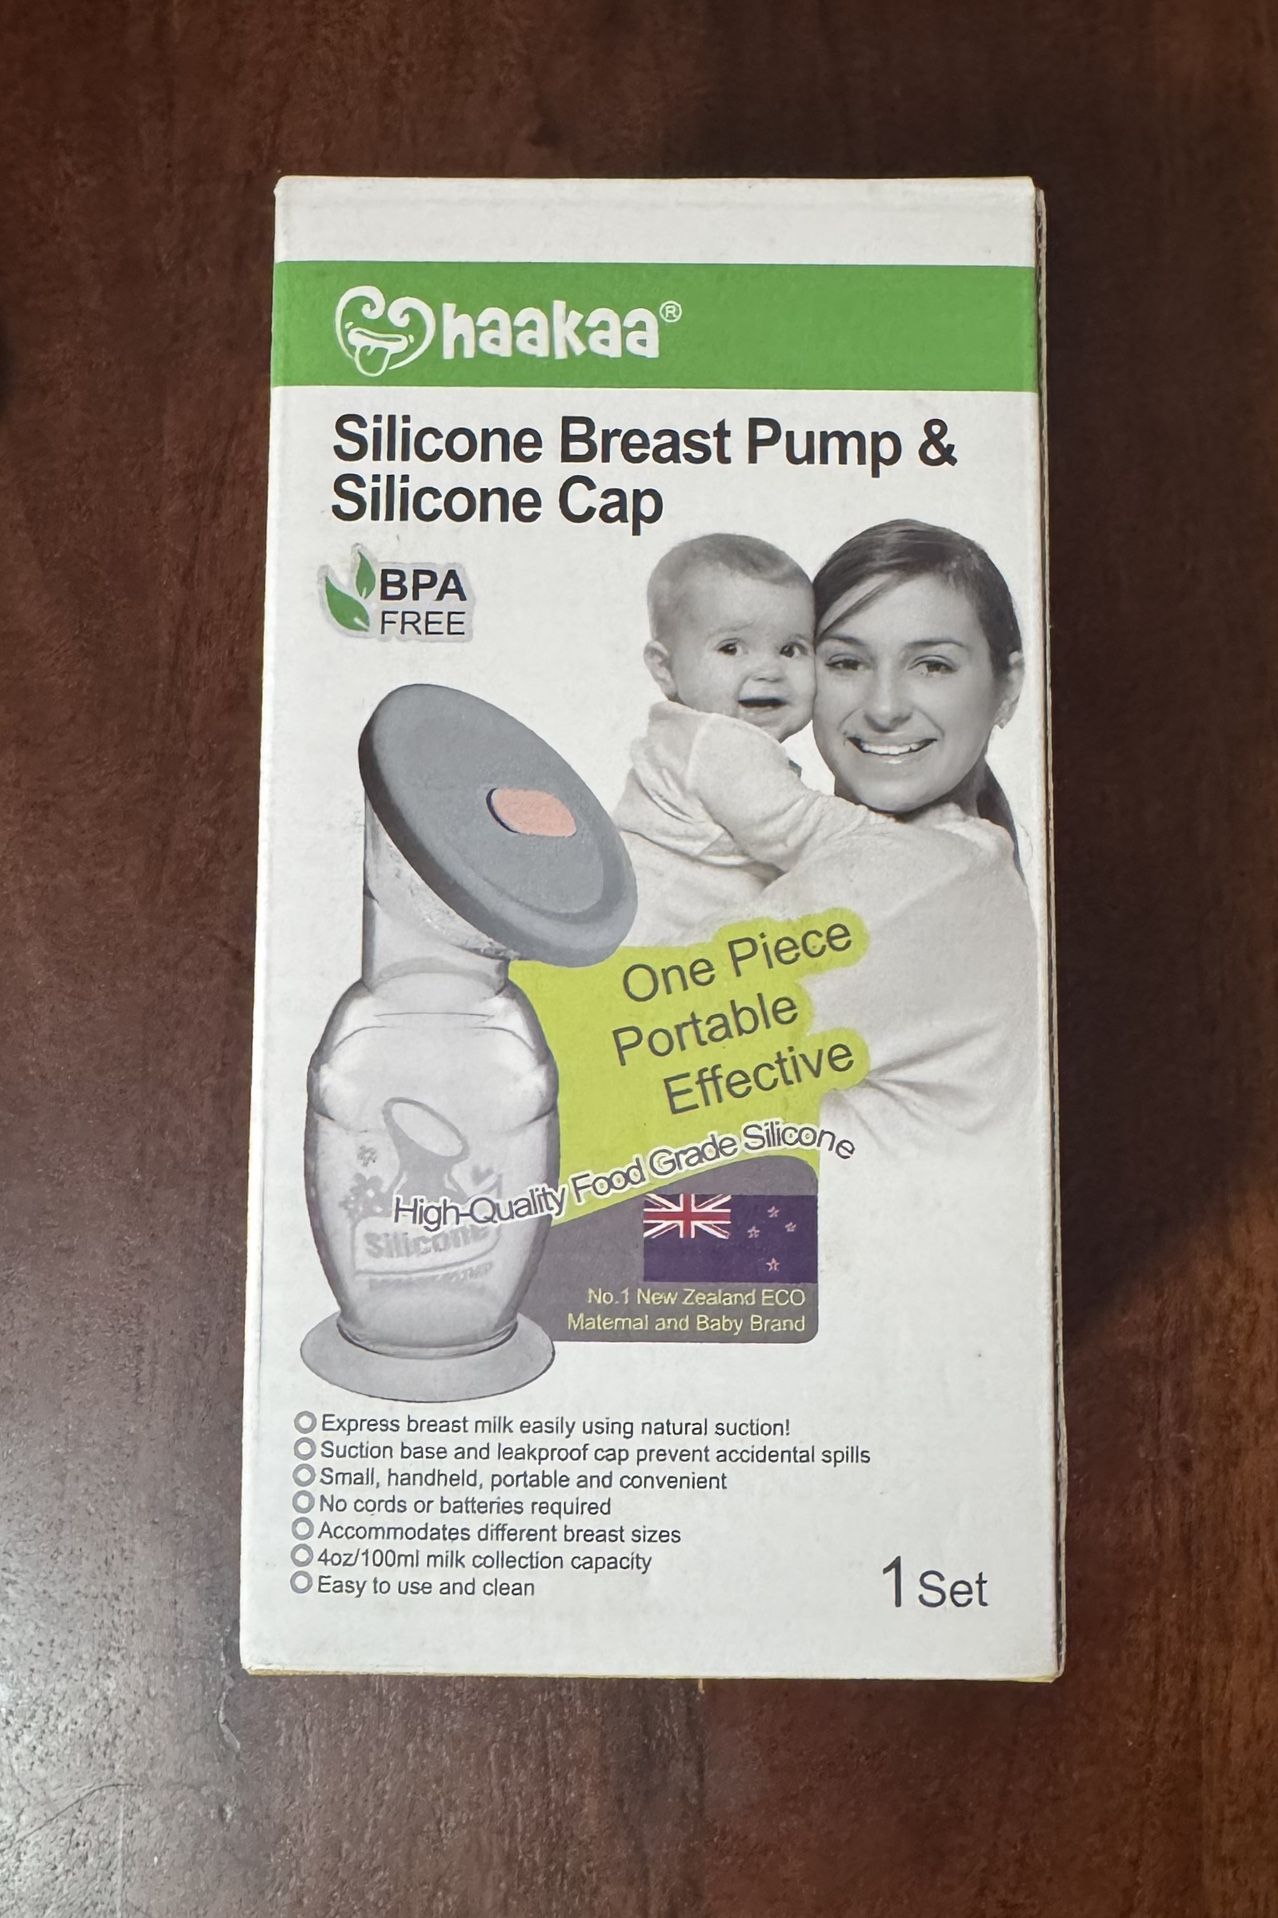 haakaa®
Silicone Breast Pump &
Silicone Cap
BPA
FREE
One Piece
Portable
Effective
High-Quality Food Grade Silicone
Silicone
No.1 New Zealand ECO
Maternal and Baby Brand
Express breast milk easily using natural suction!
Suction base and leakproof cap prevent accidental spills
Small, handheld, portable and convenient
No cords or batteries required
Accommodates different breast sizes
4oz/100ml milk collection capacity
Easy to use and clean
1 Set